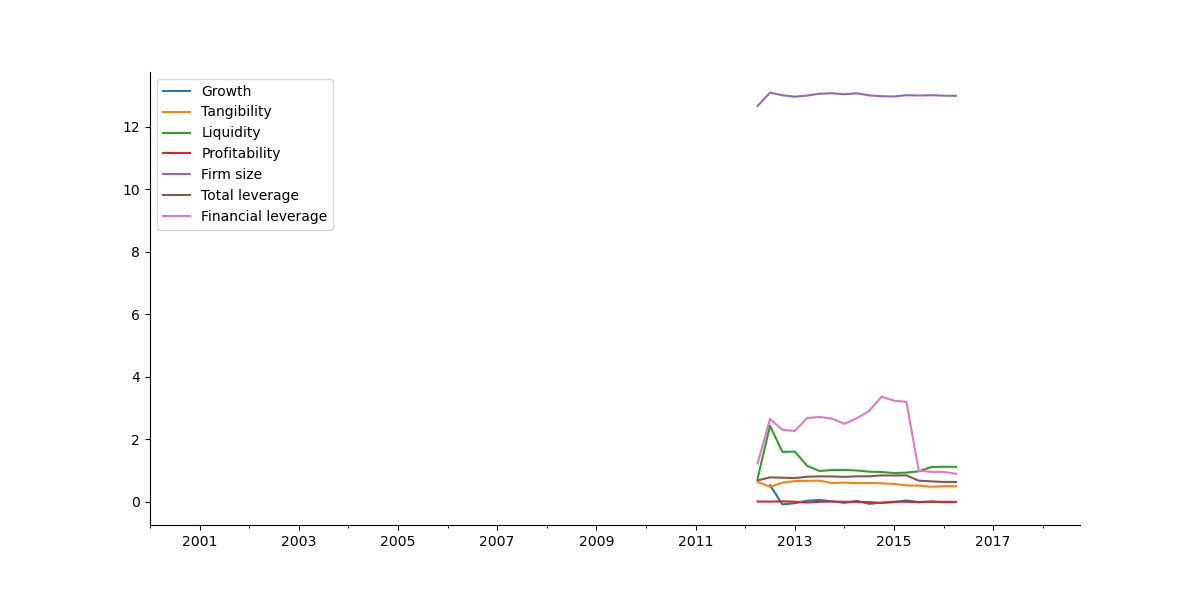 Growth
Tangibility
Liquidity
Profitability
Firm size
Total leverage
Financial leverage
12
10
8
6
4
2
0
2001 2003 2005 2007 2009 2011 2013 2015 2017